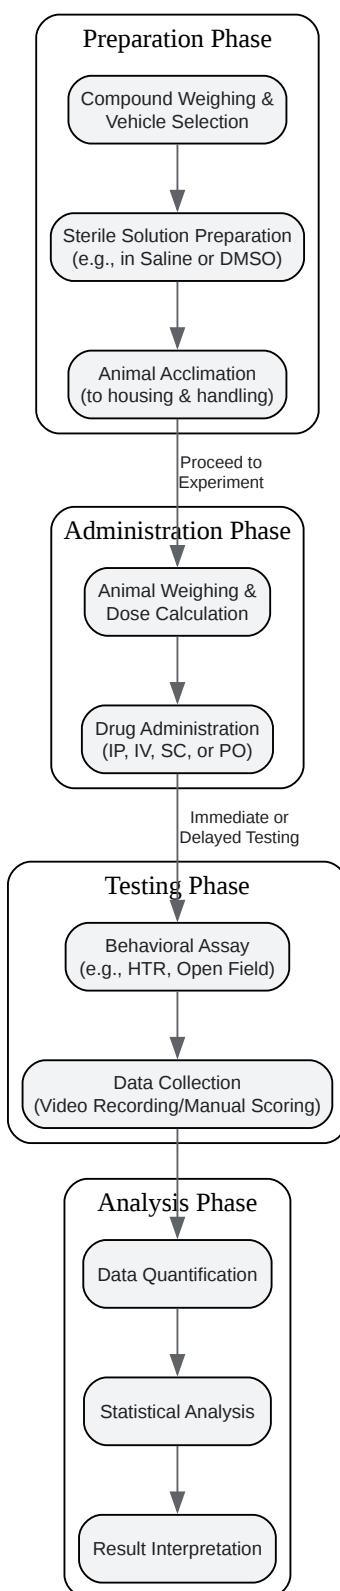 Preparation Phase
Compound Weighing &
Vehicle Selection
Sterile Solution Preparation
(e.g., in Saline or DMSO)
Animal Acclimation
(to housing & handling)
Proceed to
Experiment
Administration Phase
Animal Weighing &
Dose Calculation
Drug Administration
(IP, IV, SC, or PO)
Immediate or
Delayed Testing
Testing Phase
Behavioral Assay
(e.g., HTR, Open Field)
Data Collection
(Video Recording/Manual Scoring)
Analysis Phase
Data Quantification
Statistical Analysis
Result Interpretation